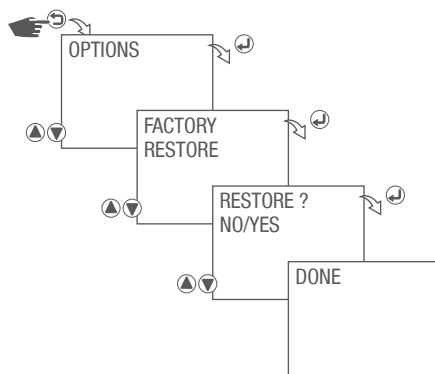 OPTIONS
FACTORY
RESTORE
RESTORE ?
NO/YES
DONE